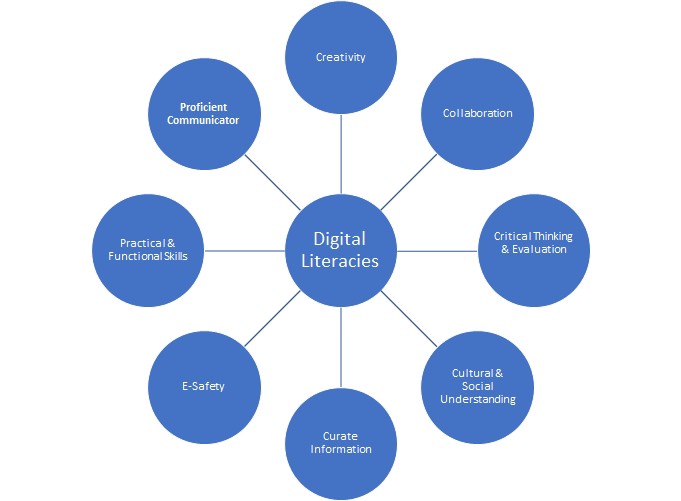 Creativity
Proficient
Communicator
Collaboration
Digital
Literacies
Practical &
Functional Skills
Critical Thinking
& Evaluation
E-Safety
Cultural &
Social
Understanding
Curate
Information